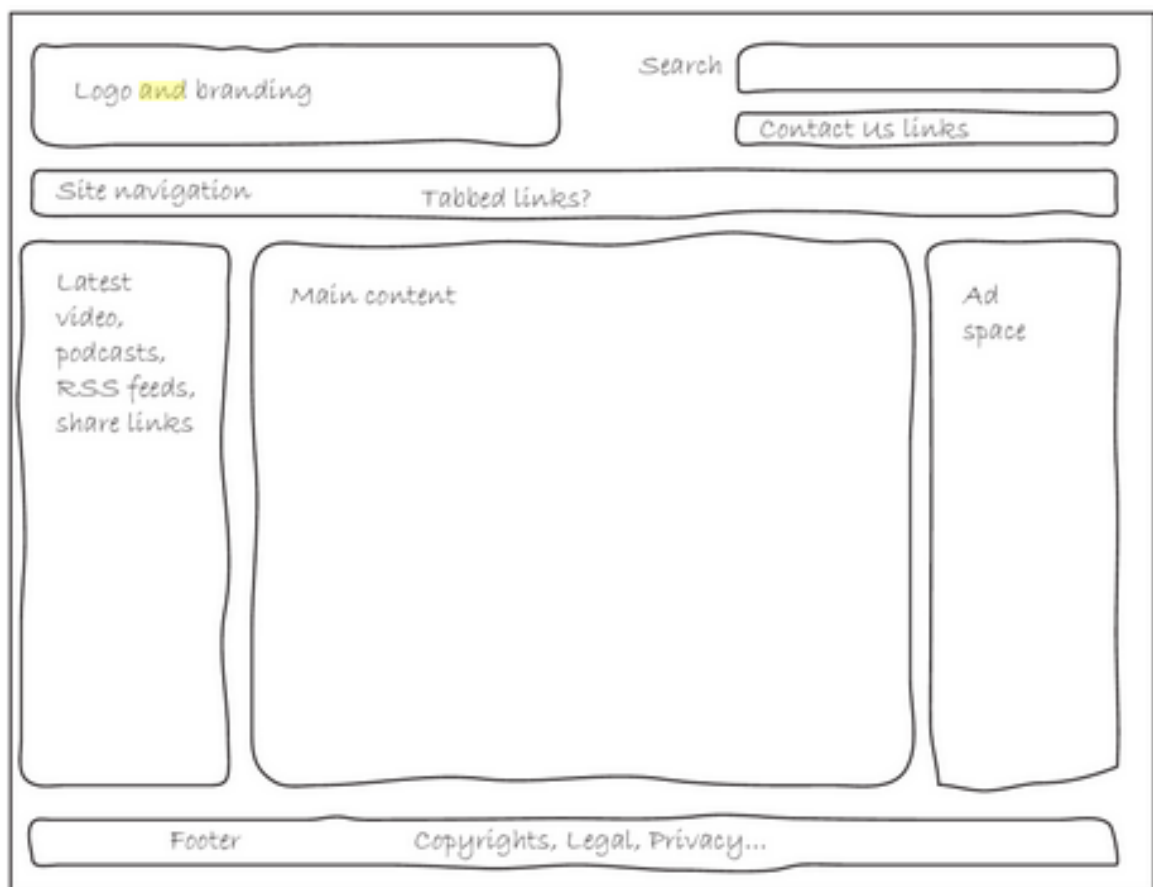 Logo and branding
Search
Contact Us links
Site navigation
Tabbed links?
Latest
video,
podcasts,
RSS feeds,
share links
Main content
Ad
space
Footer
Copyrights, Legal, Privacy...